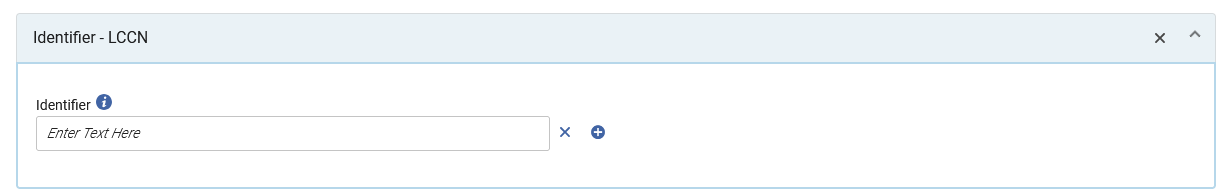 Identifier - LCCN
Identifier
Enter Text Here